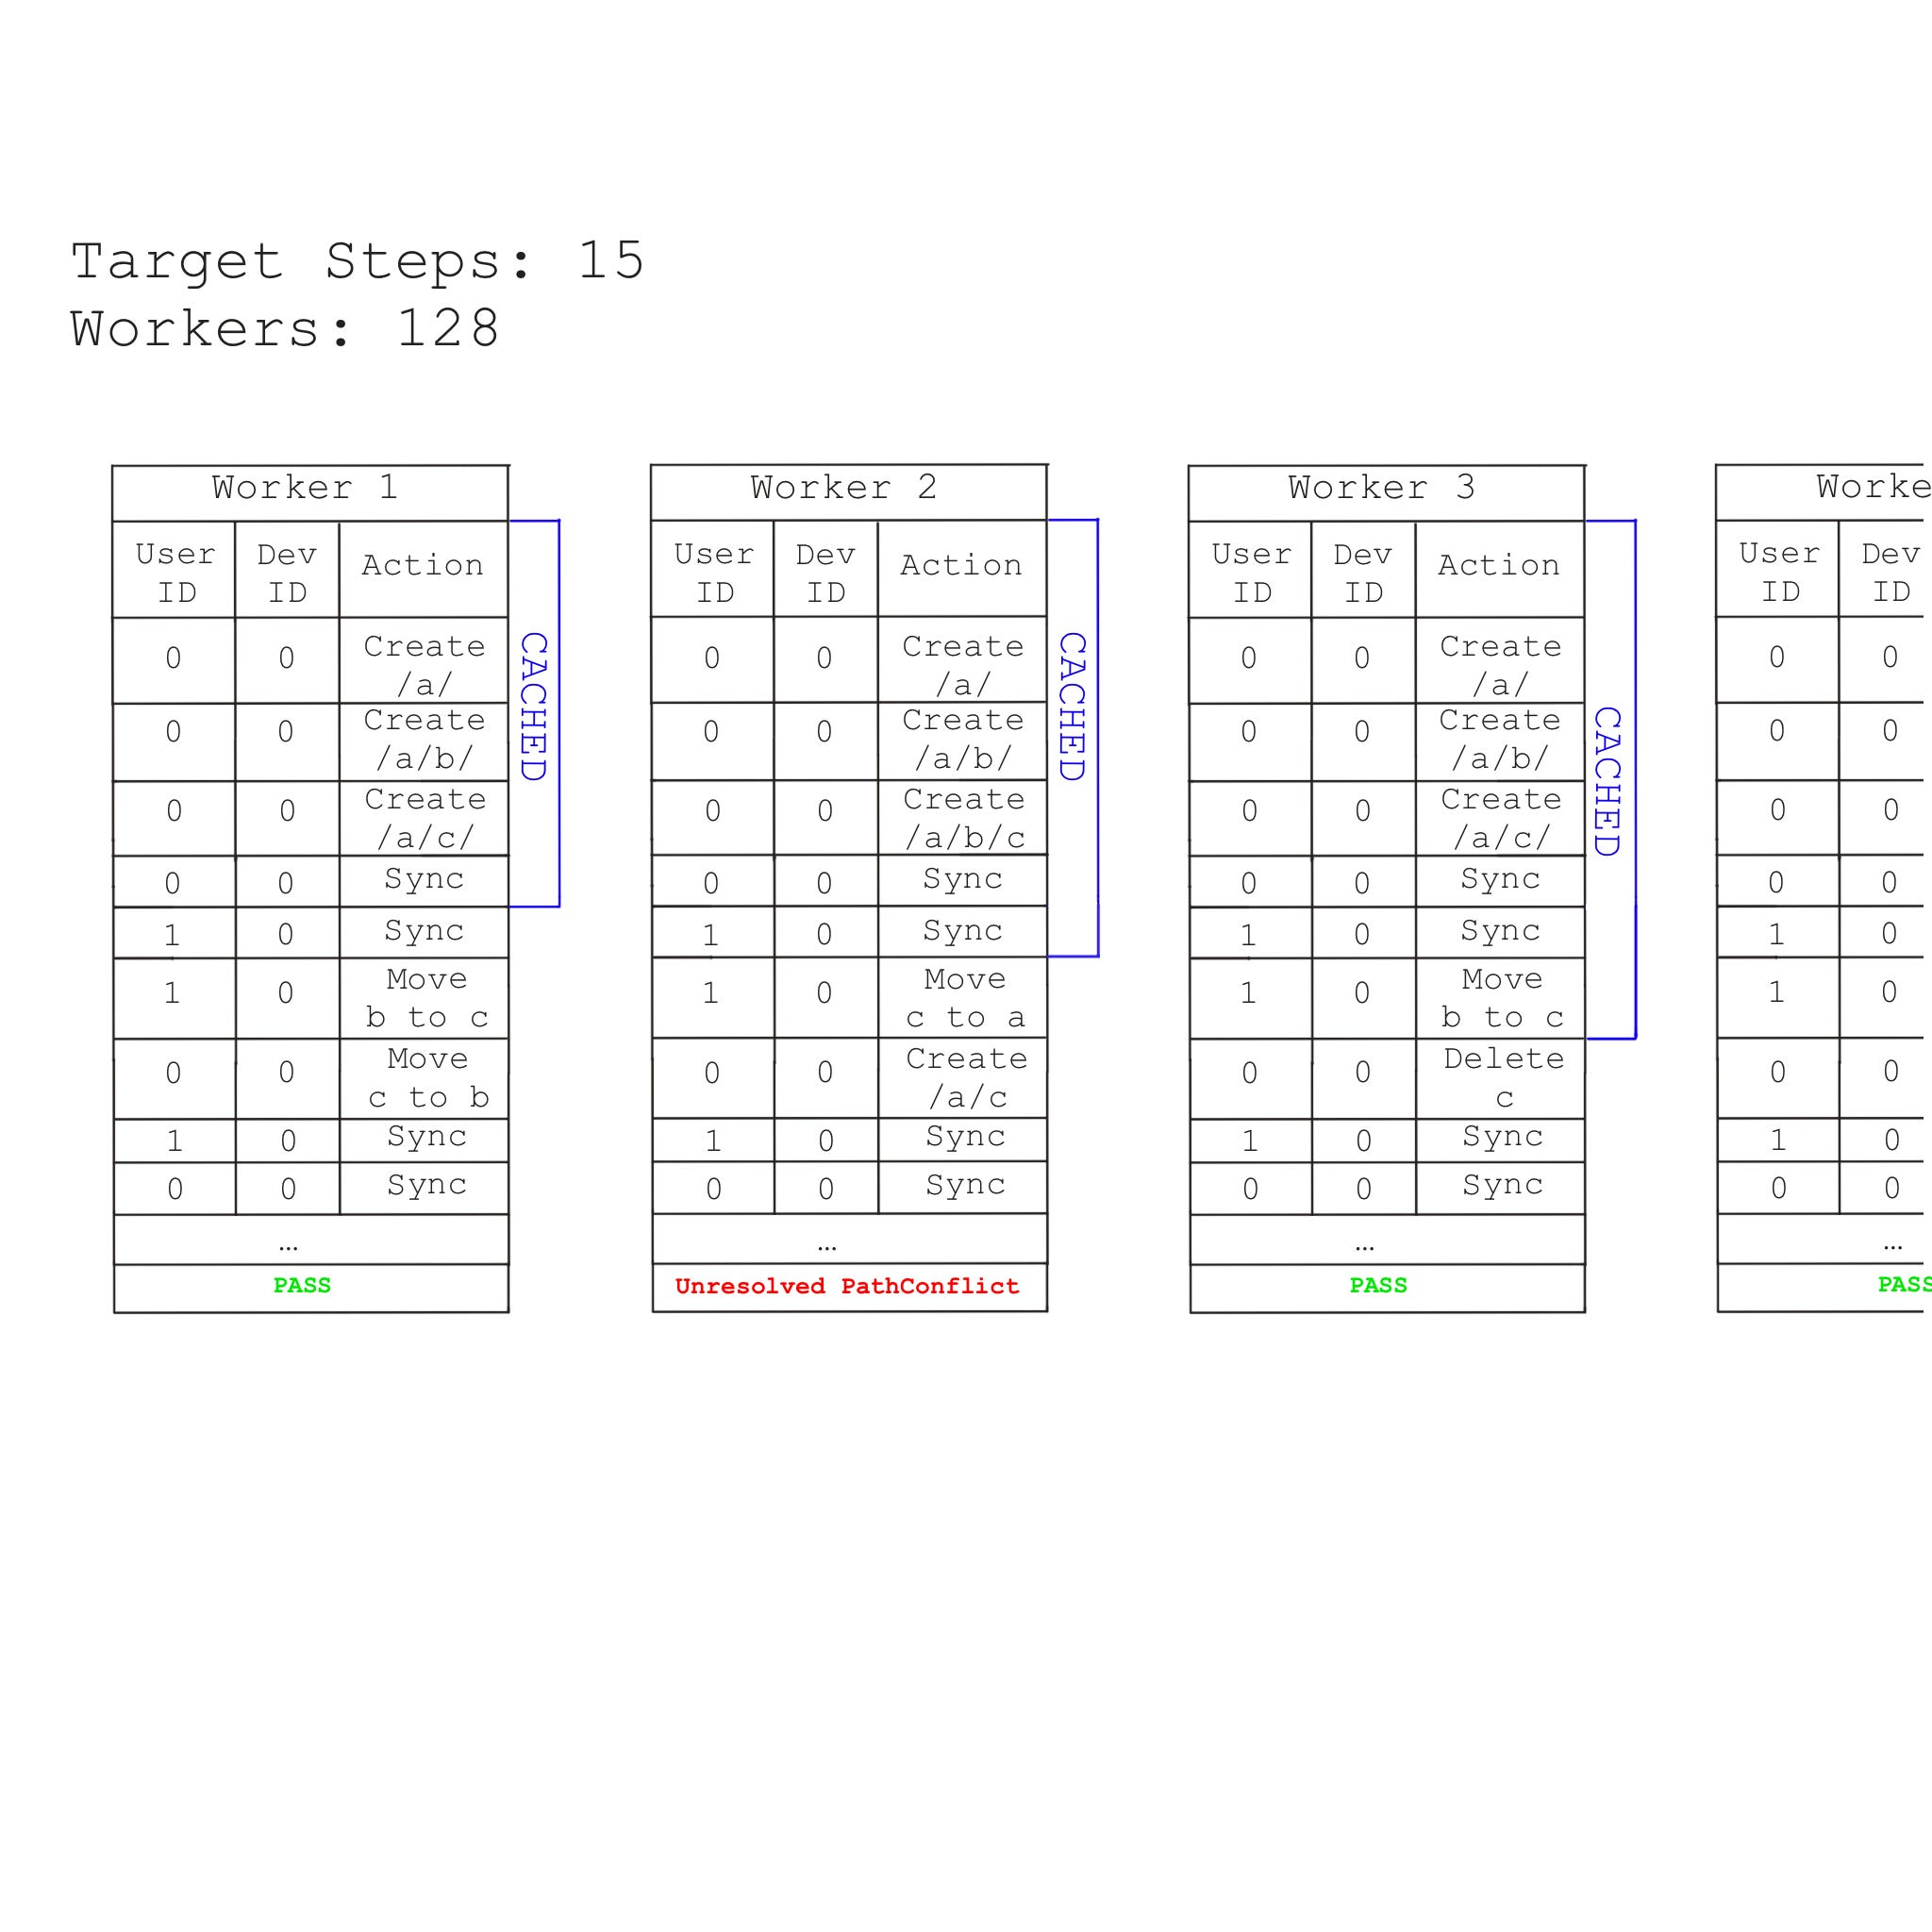 Target Steps: 15
Workers: 128
Worker 1
User ID Dev ID Action
0 0 Create /a/
0 0 Create /a/b/
0 0 Create /a/c/
0 0 Sync
1 0 Sync
1 0 Move b to c
0 0 Move c to b
1 0 Sync
0 0 Sync
…
PASS
CACHED
Worker 2
User ID Dev ID Action
0 0 Create /a/
0 0 Create /a/b/
0 0 Create /a/b/c
0 0 Sync
1 0 Sync
1 0 Move c to a
0 0 Create /a/c
1 0 Sync
0 0 Sync
…
Unresolved PathConflict
CACHED
Worker 3
User ID Dev ID Action
0 0 Create /a/
0 0 Create /a/b/
0 0 Create /a/c/
0 0 Sync
1 0 Sync
1 0 Move b to c
0 0 Delete c
1 0 Sync
0 0 Sync
…
PASS
CACHED
Worke
User ID Dev ID
0 0
0 0
0 0
0 0
1 0
1 0
0 0
1 0
0 0
…
PASS